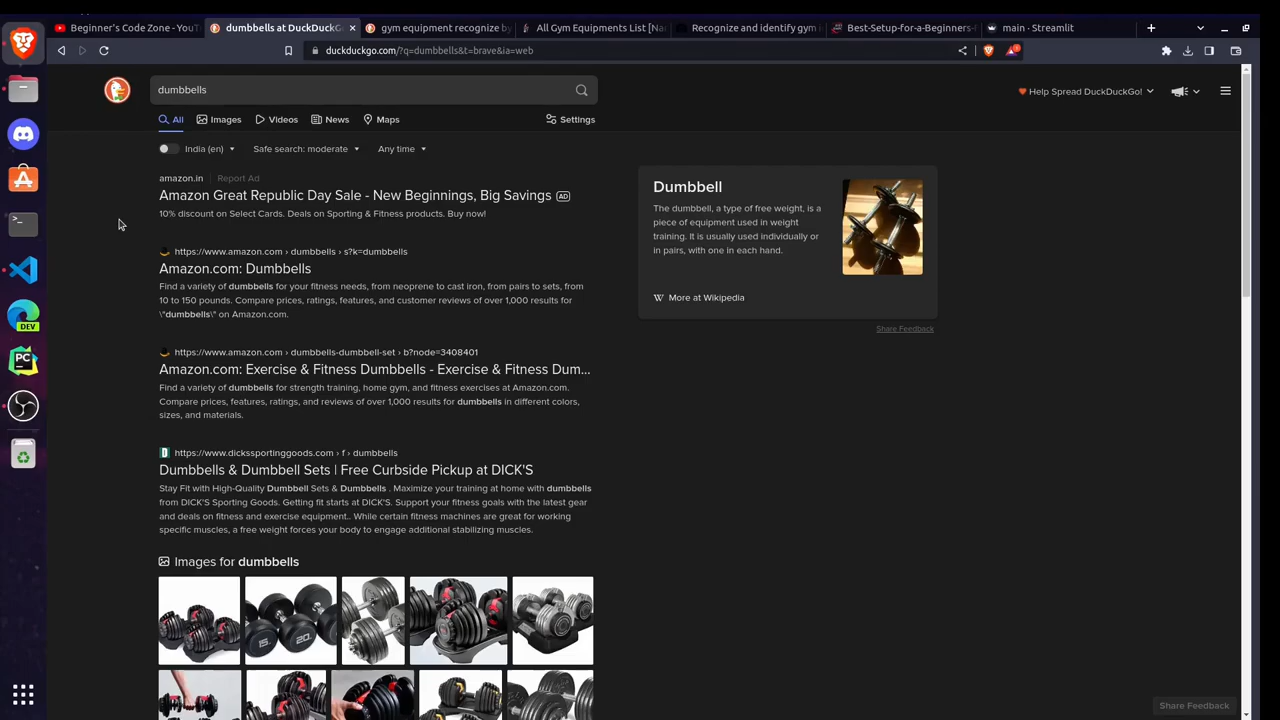 Beginner's Code Zone - YouT
dumbbells at DuckDuckG
gym equipment recognize by
All Gym Equipments List [Na
Recognize and identify gym
Best-Setup-for-a-Beginners-
main - Streamlit
duckduckgo.com/?q=dumbbells&t=brave&ia=web
dumbbells
Help Spread DuckDuckGo!
All
Images
Videos
News
Maps
Settings
India (en)
Safe search: moderate
Any time
amazon.in
Report Ad
Amazon Great Republic Day Sale - New Beginnings, Big Savings AD
10% discount on Select Cards. Deals on Sporting & Fitness products. Buy now!
https://www.amazon.com › dumbbells › s?k=dumbbells
Amazon.com: Dumbbells
Find a variety of dumbbells for your fitness needs, from neoprene to cast iron, from pairs to sets, from
10 to 150 pounds. Compare prices, ratings, features, and customer reviews of over 1,000 results for
\"dumbbells\" on Amazon.com.
https://www.amazon.com › dumbbells-dumbbell-set › b?node=3408401
Amazon.com: Exercise & Fitness Dumbbells - Exercise & Fitness Dum...
Find a variety of dumbbells for strength training, home gym, and fitness exercises at Amazon.com.
Compare prices, features, ratings, and reviews of over 1,000 results for dumbbells in different colors,
sizes, and materials.
https://www.dickssportinggoods.com › f › dumbbells
Dumbbells & Dumbbell Sets | Free Curbside Pickup at DICK'S
Stay Fit with High-Quality Dumbbell Sets & Dumbbells . Maximize your training at home with dumbbells
from DICK'S Sporting Goods. Getting fit starts at DICK'S. Support your fitness goals with the latest gear
and deals on fitness and exercise equipment.. While certain fitness machines are great for working
specific muscles, a free weight forces your body to engage additional stabilizing muscles.
Images for dumbbells
15
20
Dumbbell
The dumbbell, a type of free weight, is a
piece of equipment used in weight
training. It is usually used individually or
in pairs, with one in each hand.
W More at Wikipedia
Share Feedback
DEV
PC
Share Feedback